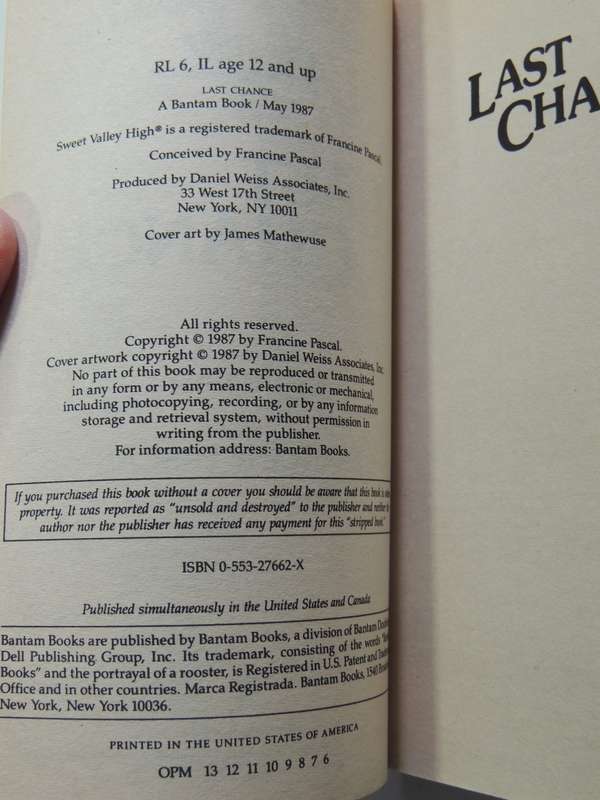 RL 6, IL age 12 and up
LAST CHANCE
A Bantam Book / May 1987
Sweet Valley High® is a registered trademark of Francine Pascal.
Conceived by Francine Pascal
Produced by Daniel Weiss Associates, Inc.
33 West 17th Street
New York, NY 10011
Cover art by James Mathewuse
All rights reserved.
Copyright © 1987 by Francine Pascal.
Cover artwork copyright © 1987 by Daniel Weiss Associates, Inc.
No part of this book may be reproduced or transmitted
in any form or by any means, electronic or mechanical,
including photocopying, recording, or by any information
storage and retrieval system, without permission in
writing from the publisher.
For information address: Bantam Books.
If you purchased this book without a cover you should be aware that this book is
property. It was reported as "unsold and destroyed" to the publisher and neither
author nor the publisher has received any payment for this "stripped book."
ISBN 0-553-27662-X
Published simultaneously in the United States and Canada
Bantam Books are published by Bantam Books, a division of Bantam
Dell Publishing Group, Inc. Its trademark, consisting of the words
Books" and the portrayal of a rooster, is Registered in U.S. Patent and
Office and in other countries. Marca Registrada. Bantam Books, 1540
New York, New York 10036.
PRINTED IN THE UNITED STATES OF AMERICA
OPM 13 12 11 10 9 8 7 6
LAST
CHA